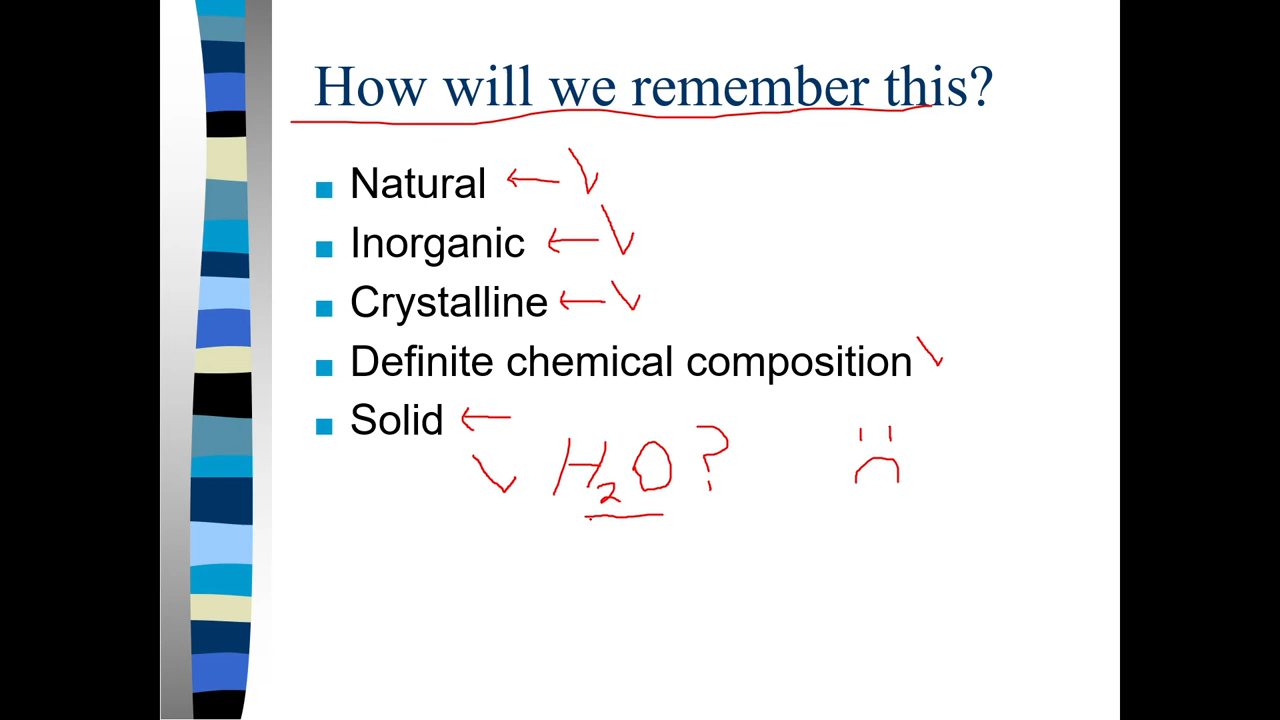 How will we remember this?
Natural
Inorganic
Crystalline
Definite chemical composition
Solid
H₂O?